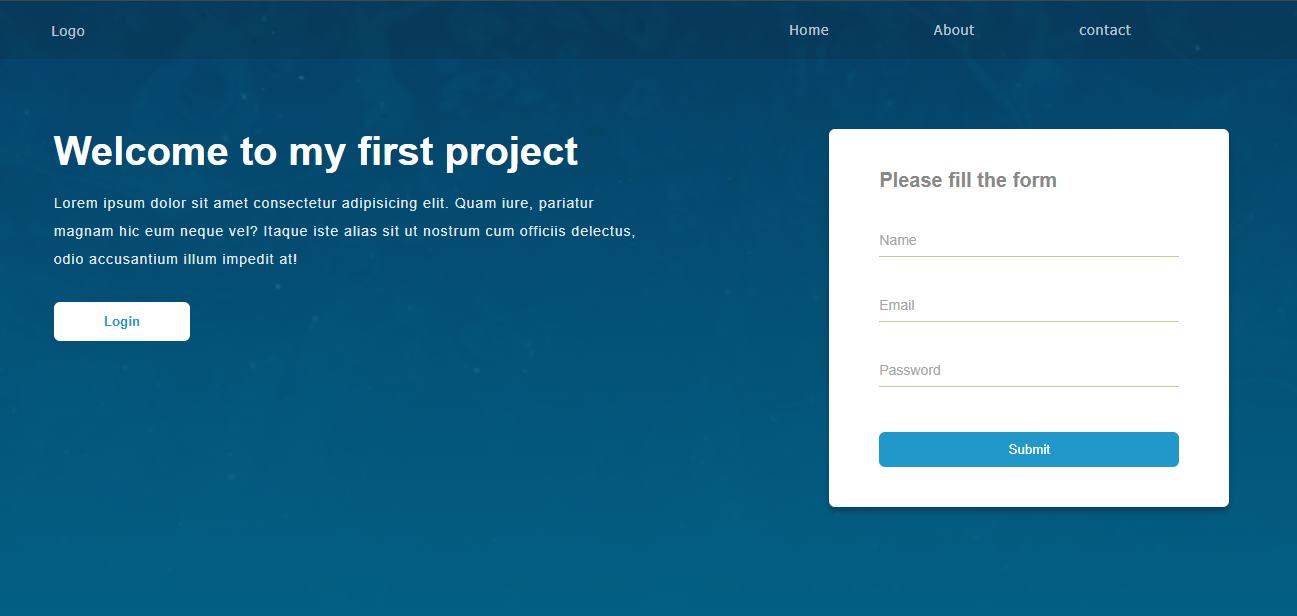 Logo
Home
About
contact
Welcome to my first project
Lorem ipsum dolor sit amet consectetur adipisicing elit. Quam iure, pariatur
magnam hic eum neque vel? Itaque iste alias sit ut nostrum cum officiis delectus,
odio accusantium illum impedit at!
Login
Please fill the form
Name
Email
Password
Submit